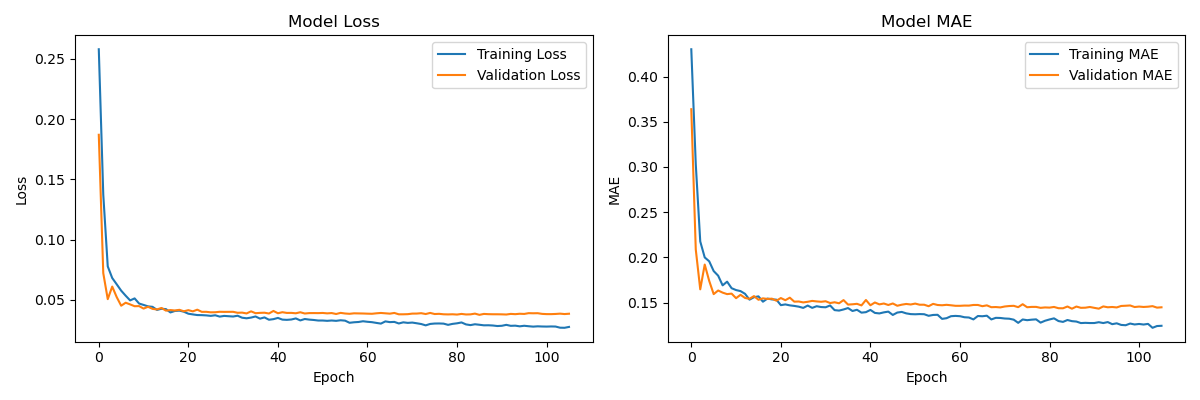 Model Loss
Training Loss
Validation Loss
0.25
0.20
0.15
0.10
0.05
Loss
0
20
40
60
80
100
Epoch
Model MAE
Training MAE
Validation MAE
0.40
0.35
0.30
0.25
0.20
0.15
MAE
0
20
40
60
80
100
Epoch